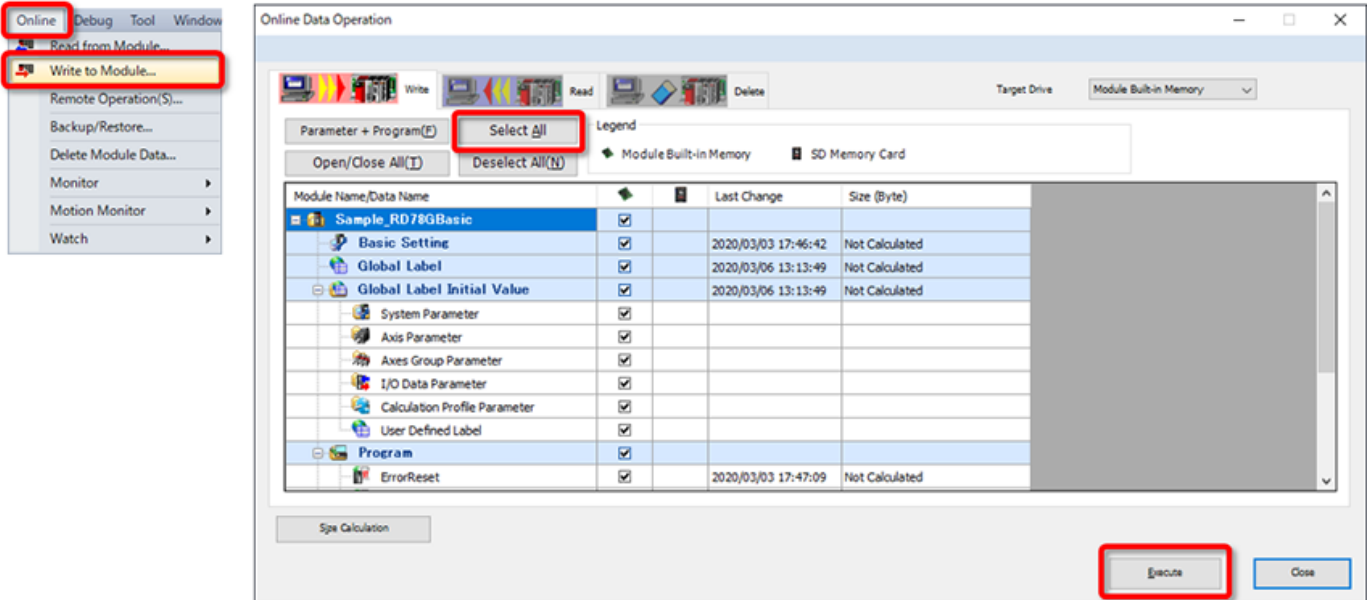 Online Debug Tool Window
Read from Module...
Write to Module...
Remote Operation(S)...
Backup/Restore...
Delete Module Data...
Monitor
Motion Monitor
Watch
Online Data Operation
Write Read Delete Target Drive Module Built-in Memory
Parameter + Program(F) Select All Legend
Module Built-in Memory SD Memory Card
Open/Close All(T) Deselect All(N)
Module Name/Data Name Last Change Size (Byte)
Sample_RD78GBasic
Basic Setting 2020/03/03 17:46:42 Not Calculated
Global Label 2020/03/06 13:13:49 Not Calculated
Global Label Initial Value 2020/03/06 13:13:49 Not Calculated
System Parameter
Axis Parameter
Axes Group Parameter
I/O Data Parameter
Calculation Profile Parameter
User Defined Label
Program
ErrorReset 2020/03/03 17:47:09 Not Calculated
Size Calculation
Execute Close